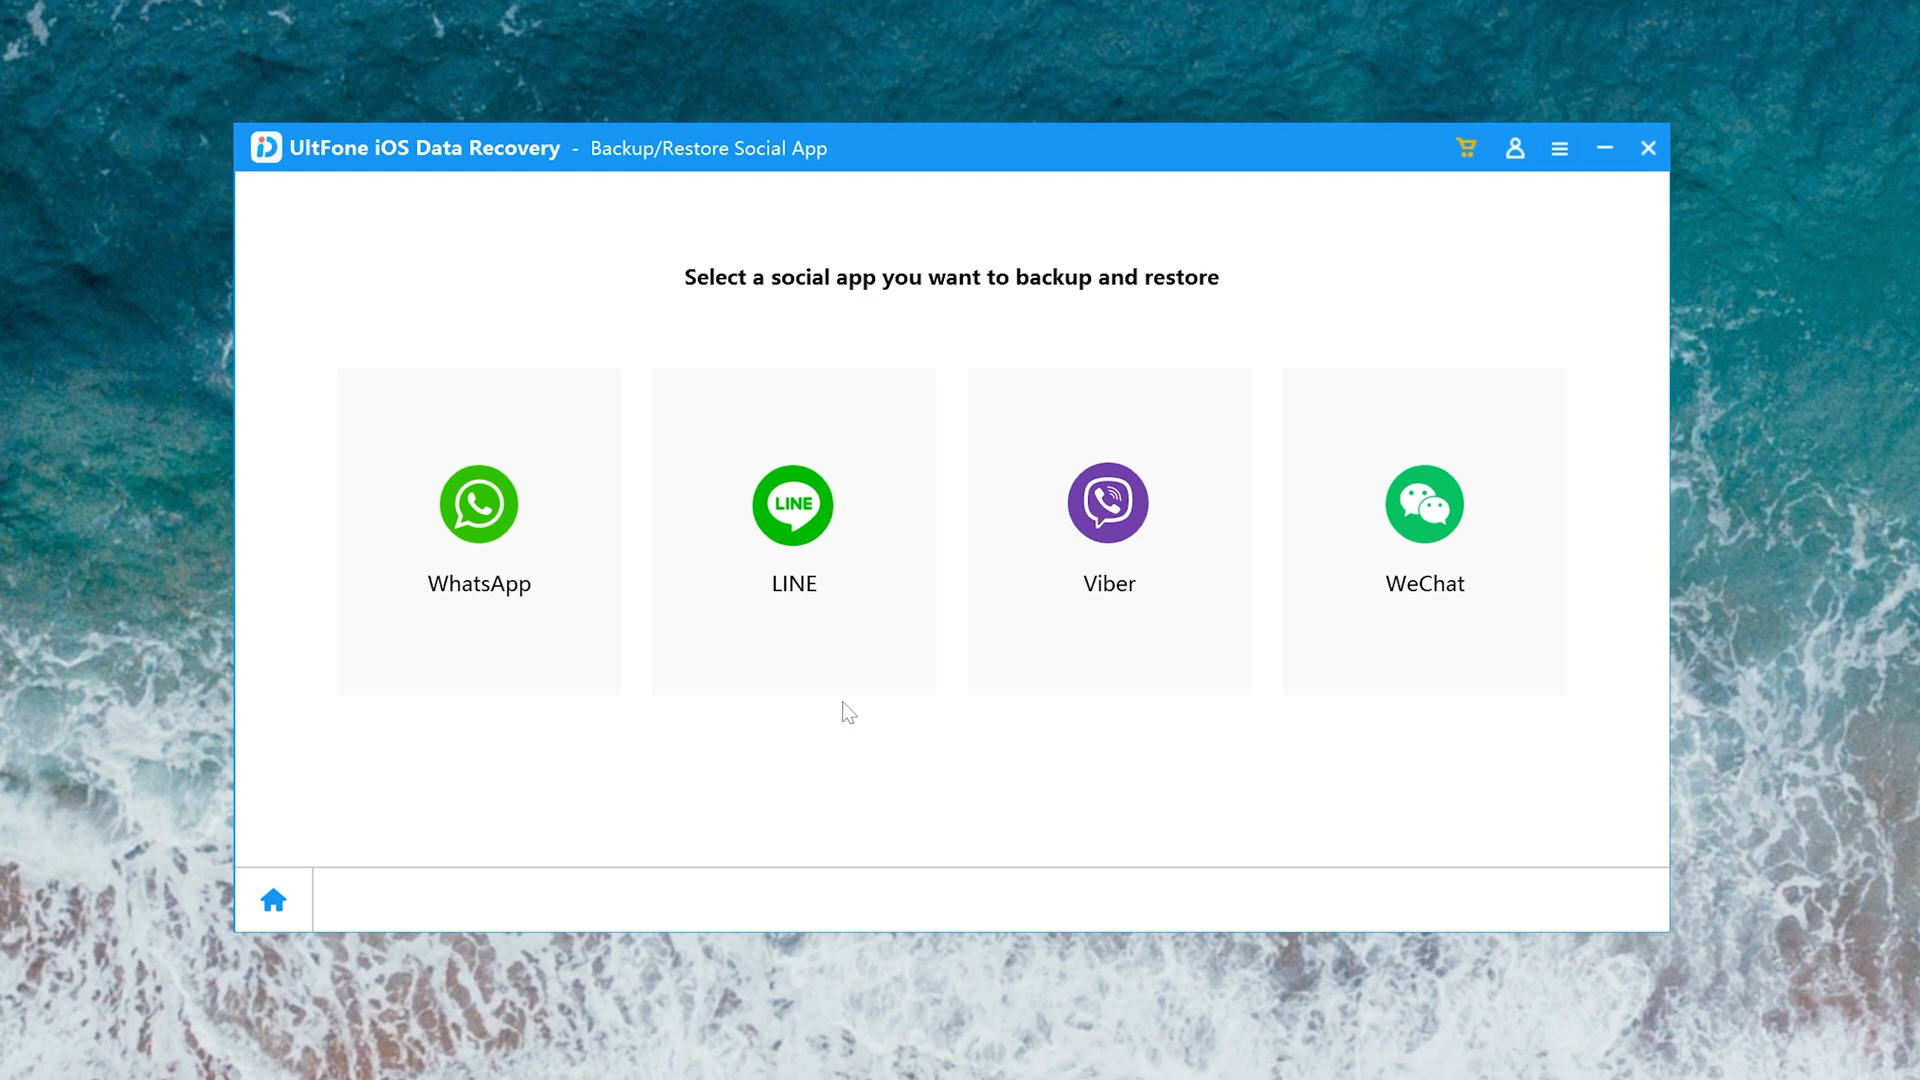 UltFone iOS Data Recovery - Backup/Restore Social App
Select a social app you want to backup and restore
LINE
WhatsApp
LINE
Viber
WeChat